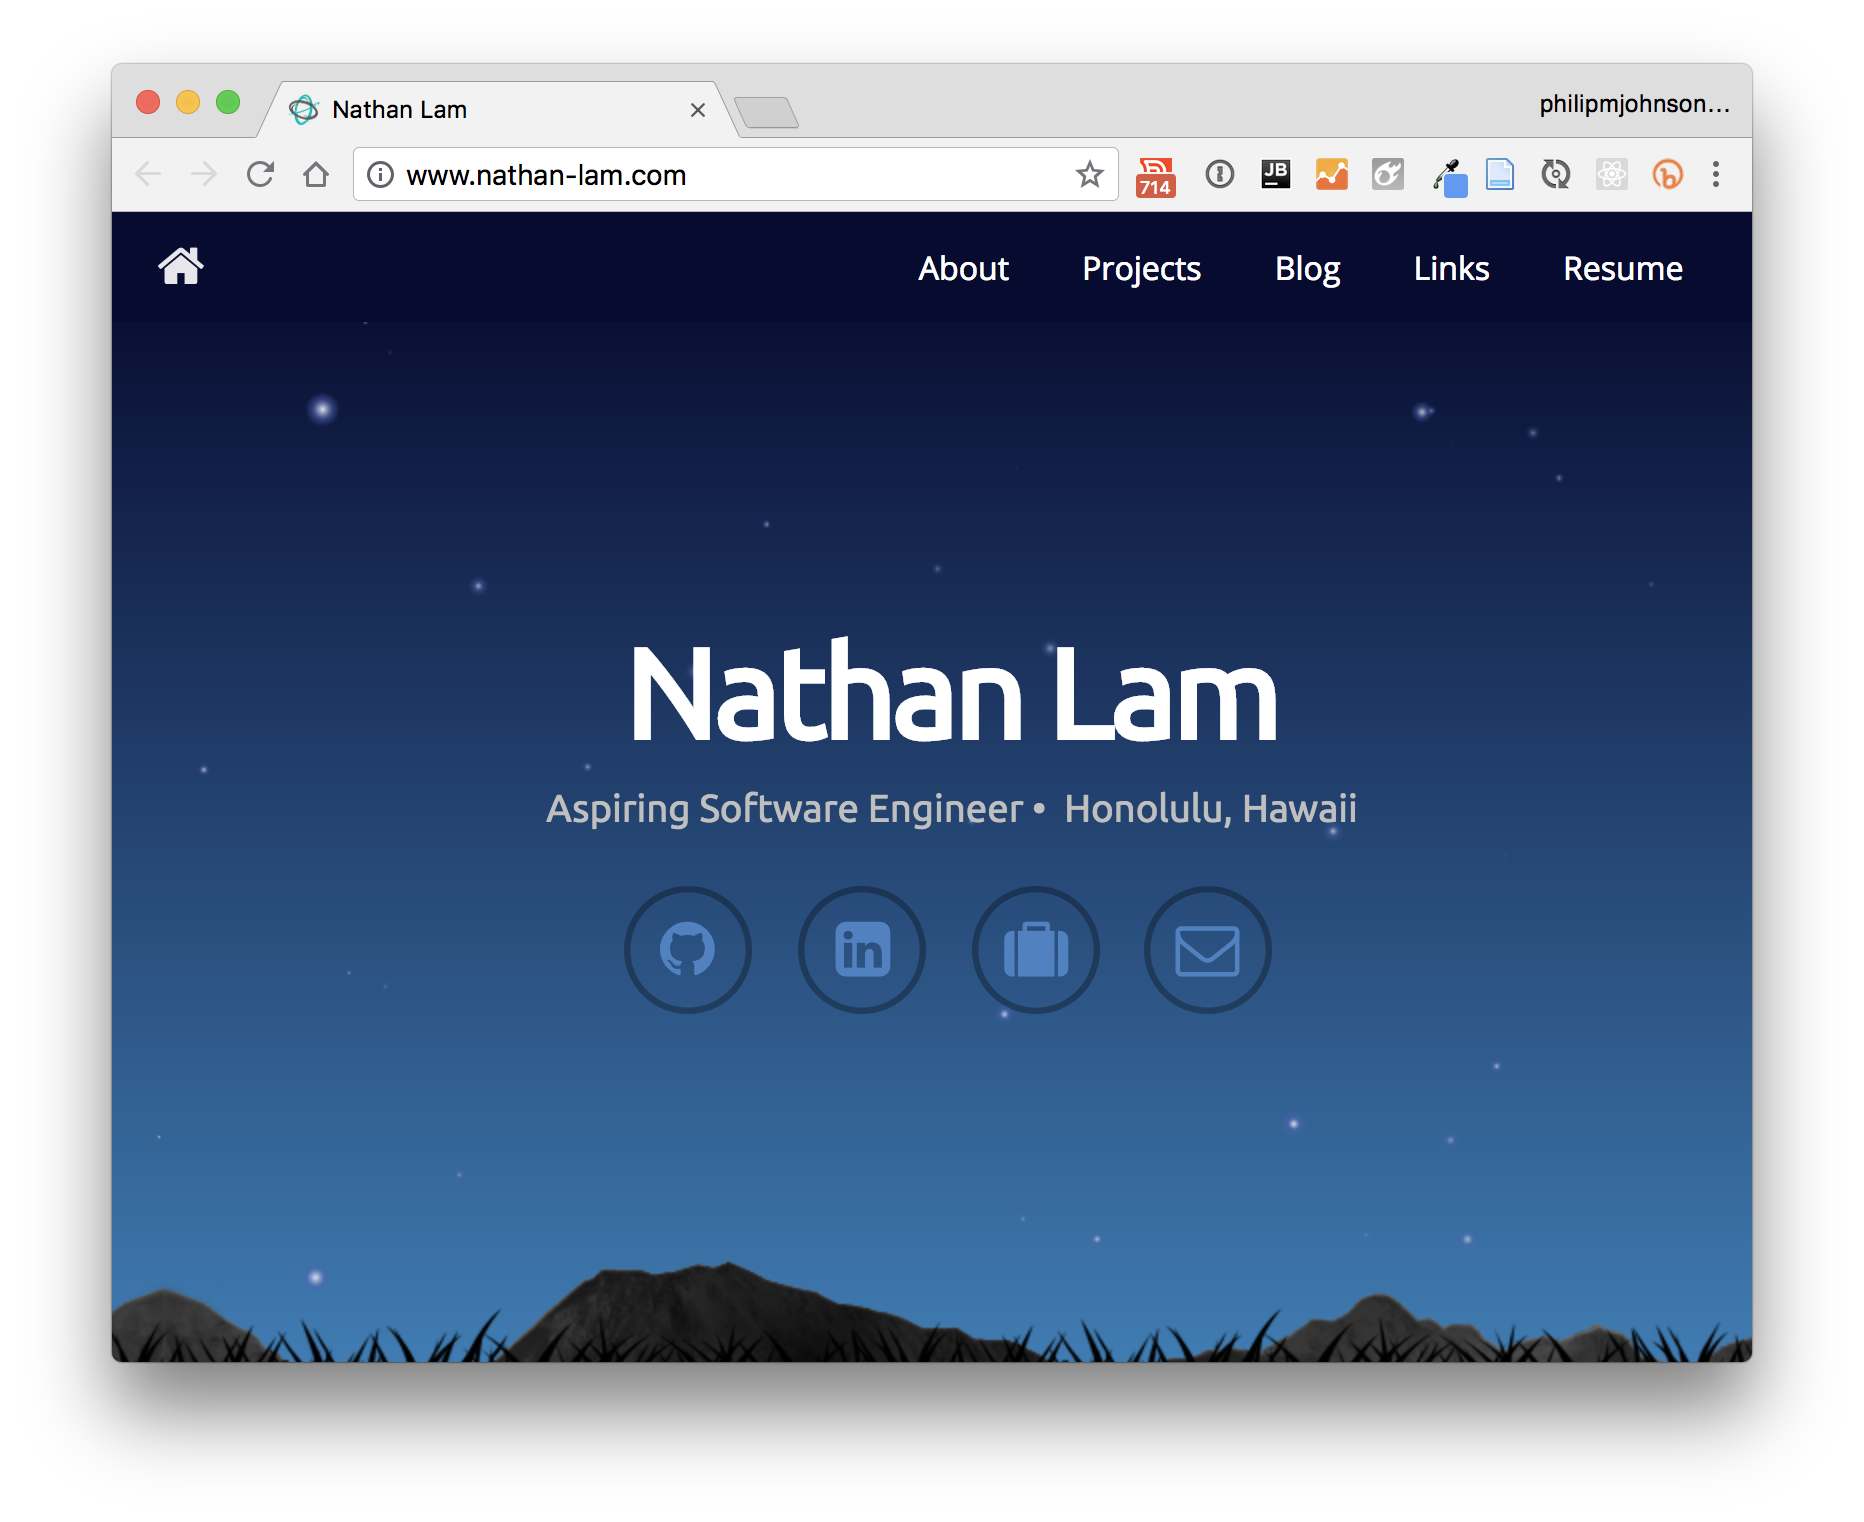 Nathan Lam
philipmjohnson...
www.nathan-lam.com
714
JB
About Projects Blog Links Resume
Nathan Lam
Aspiring Software Engineer • Honolulu, Hawaii
in